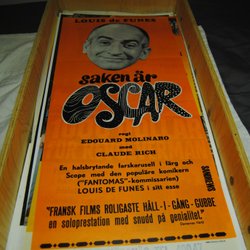 LOUIS de FUNES
saken är
OSCAR
regi
EDOUARD MOLINARO
med
CLAUDE RICH
En halsbrytande farskarusell i färg och
Scope med den populäre komikern
("FANTOMAS"-kommissarien)
LOUIS DE FUNES i sitt esse
"FRANSK FILMS ROLIGASTE HÅLL-I-GÅNG-GUBBE
en soloprestation med snudd på genialitet."